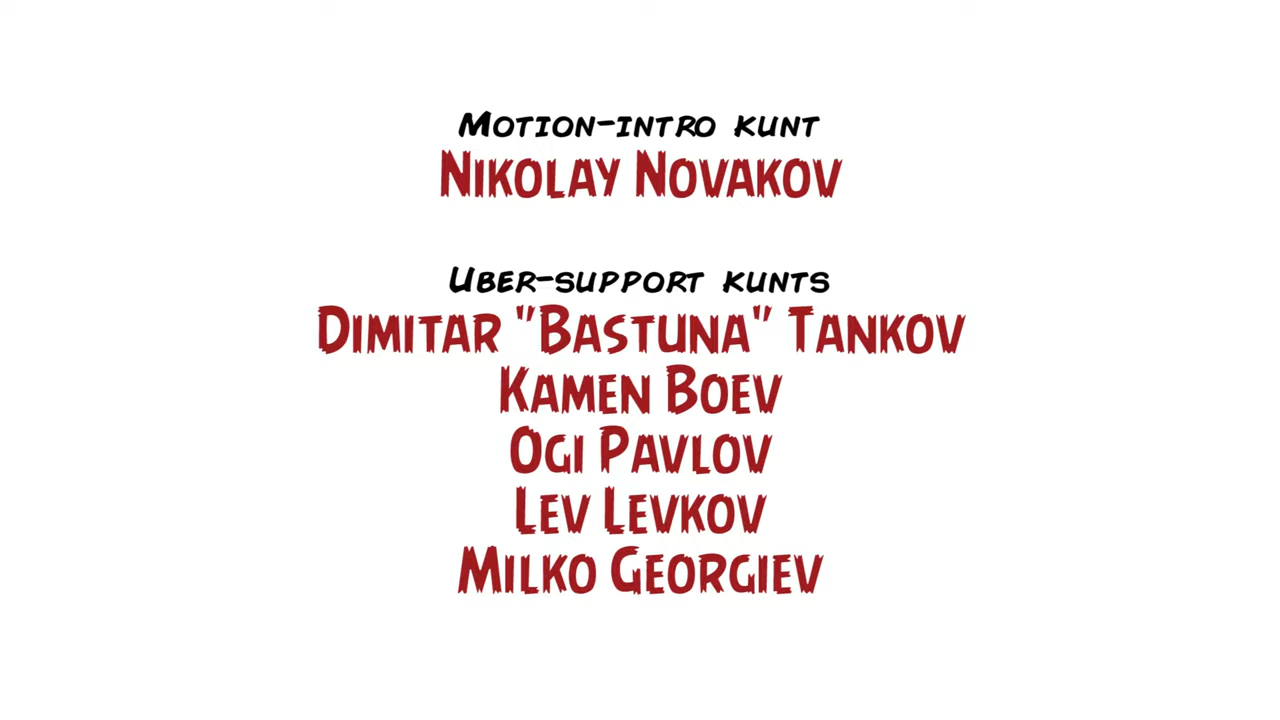 Motion-intro kunt
Nikolay Novakov
Uber-support kunts
Dimitar "Bastuna" Tankov
Kamen Boev
Ogi Pavlov
Lev Levkov
Milko Georgiev